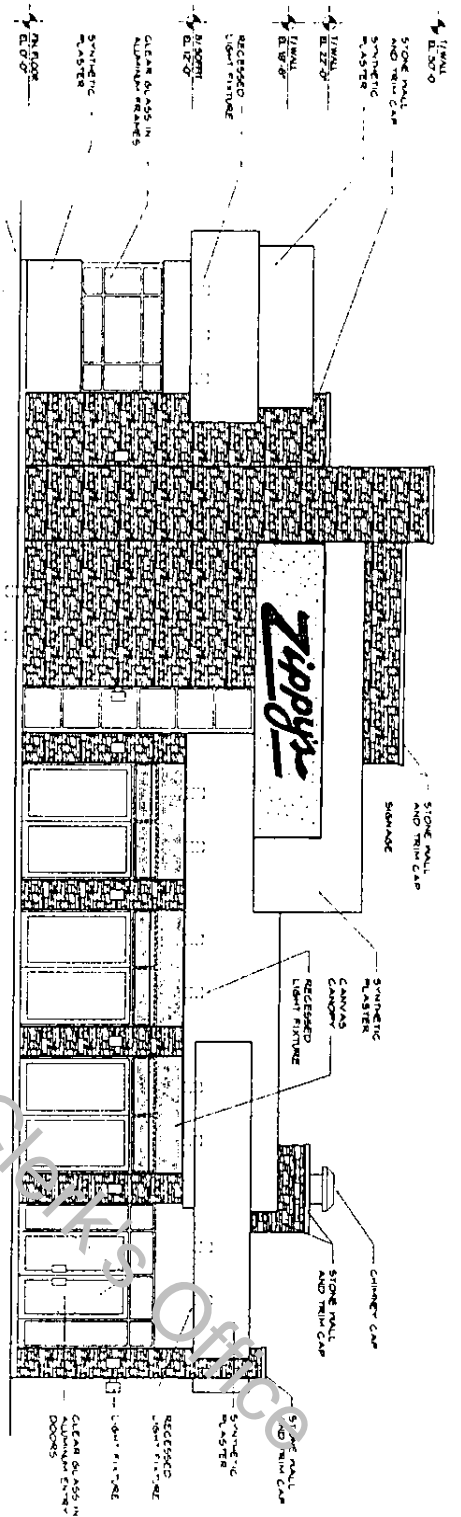 T/WALL
EL 30'-0
STONE WALL
AND TRIM CAP
SYNTHETIC
PLASTER
T/WALL
EL 22'-0"
T/WALL
EL 18'-8"
RECESSED
LIGHT FIXTURE
B/SOFFIT
EL 12'-0"
CLEAR GLASS IN
ALUMINUM FRAMES
SYNTHETIC
PLASTER
FIN. FLOOR
EL 0'-0"
Zippy's
STONE WALL
AND TRIM CAP
SIGNAGE
SYNTHETIC
PLASTER
CANVAS
CANOPY
RECESSED
LIGHT FIXTURE
CHIMNEY CAP
STONE WALL
AND TRIM CAP
STONE WALL
AND TRIM CAP
SYNTHETIC
PLASTER
RECESSED
LIGHT FIXTURE
LIGHT FIXTURE
CLEAR GLASS IN
ALUMINUM ENTRY
DOORS
Clerk's Office